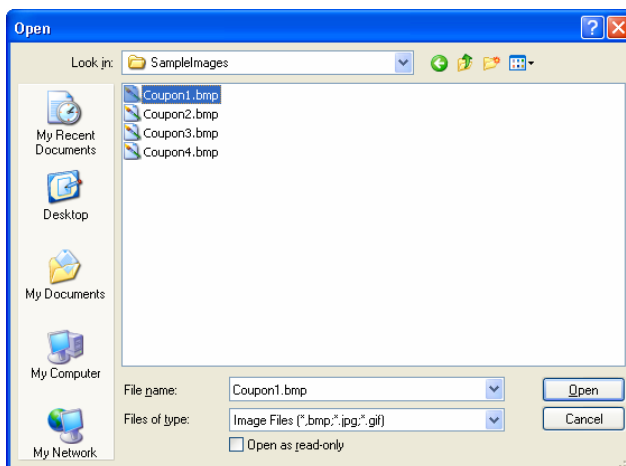 Open
Look in:
SampleImages
Coupon1.bmp
Coupon2.bmp
Coupon3.bmp
Coupon4.bmp
My Recent
Documents
Desktop
My Documents
My Computer
My Network
File name:
Coupon1.bmp
Open
Files of type:
Image Files (*,bmp;*.jpg;*.gif)
Cancel
Open as read-only